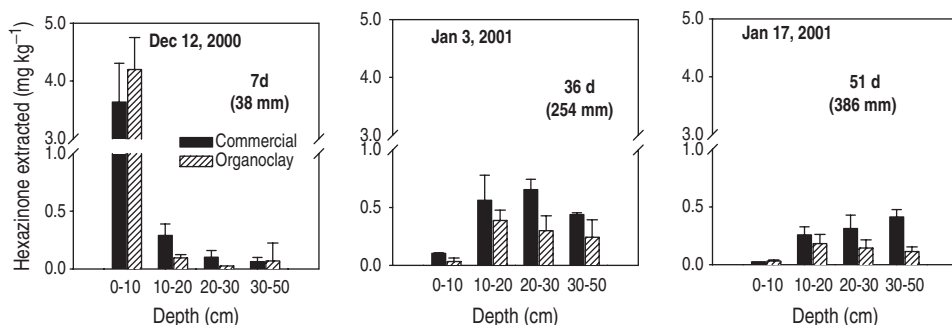 Hexazinone extracted (mg kg⁻¹)
5.0
4.0
3.0
1.0
0.5
0.0
Dec 12, 2000
7d
(38 mm)
Commercial
Organoclay
0-10 10-20 20-30 30-50
Depth (cm)
5.0
4.0
3.0
1.0
0.5
0.0
Jan 3, 2001
36 d
(254 mm)
0-10 10-20 20-30 30-50
Depth (cm)
5.0
4.0
3.0
1.0
0.5
0.0
Jan 17, 2001
51 d
(386 mm)
0-10 10-20 20-30 30-50
Depth (cm)